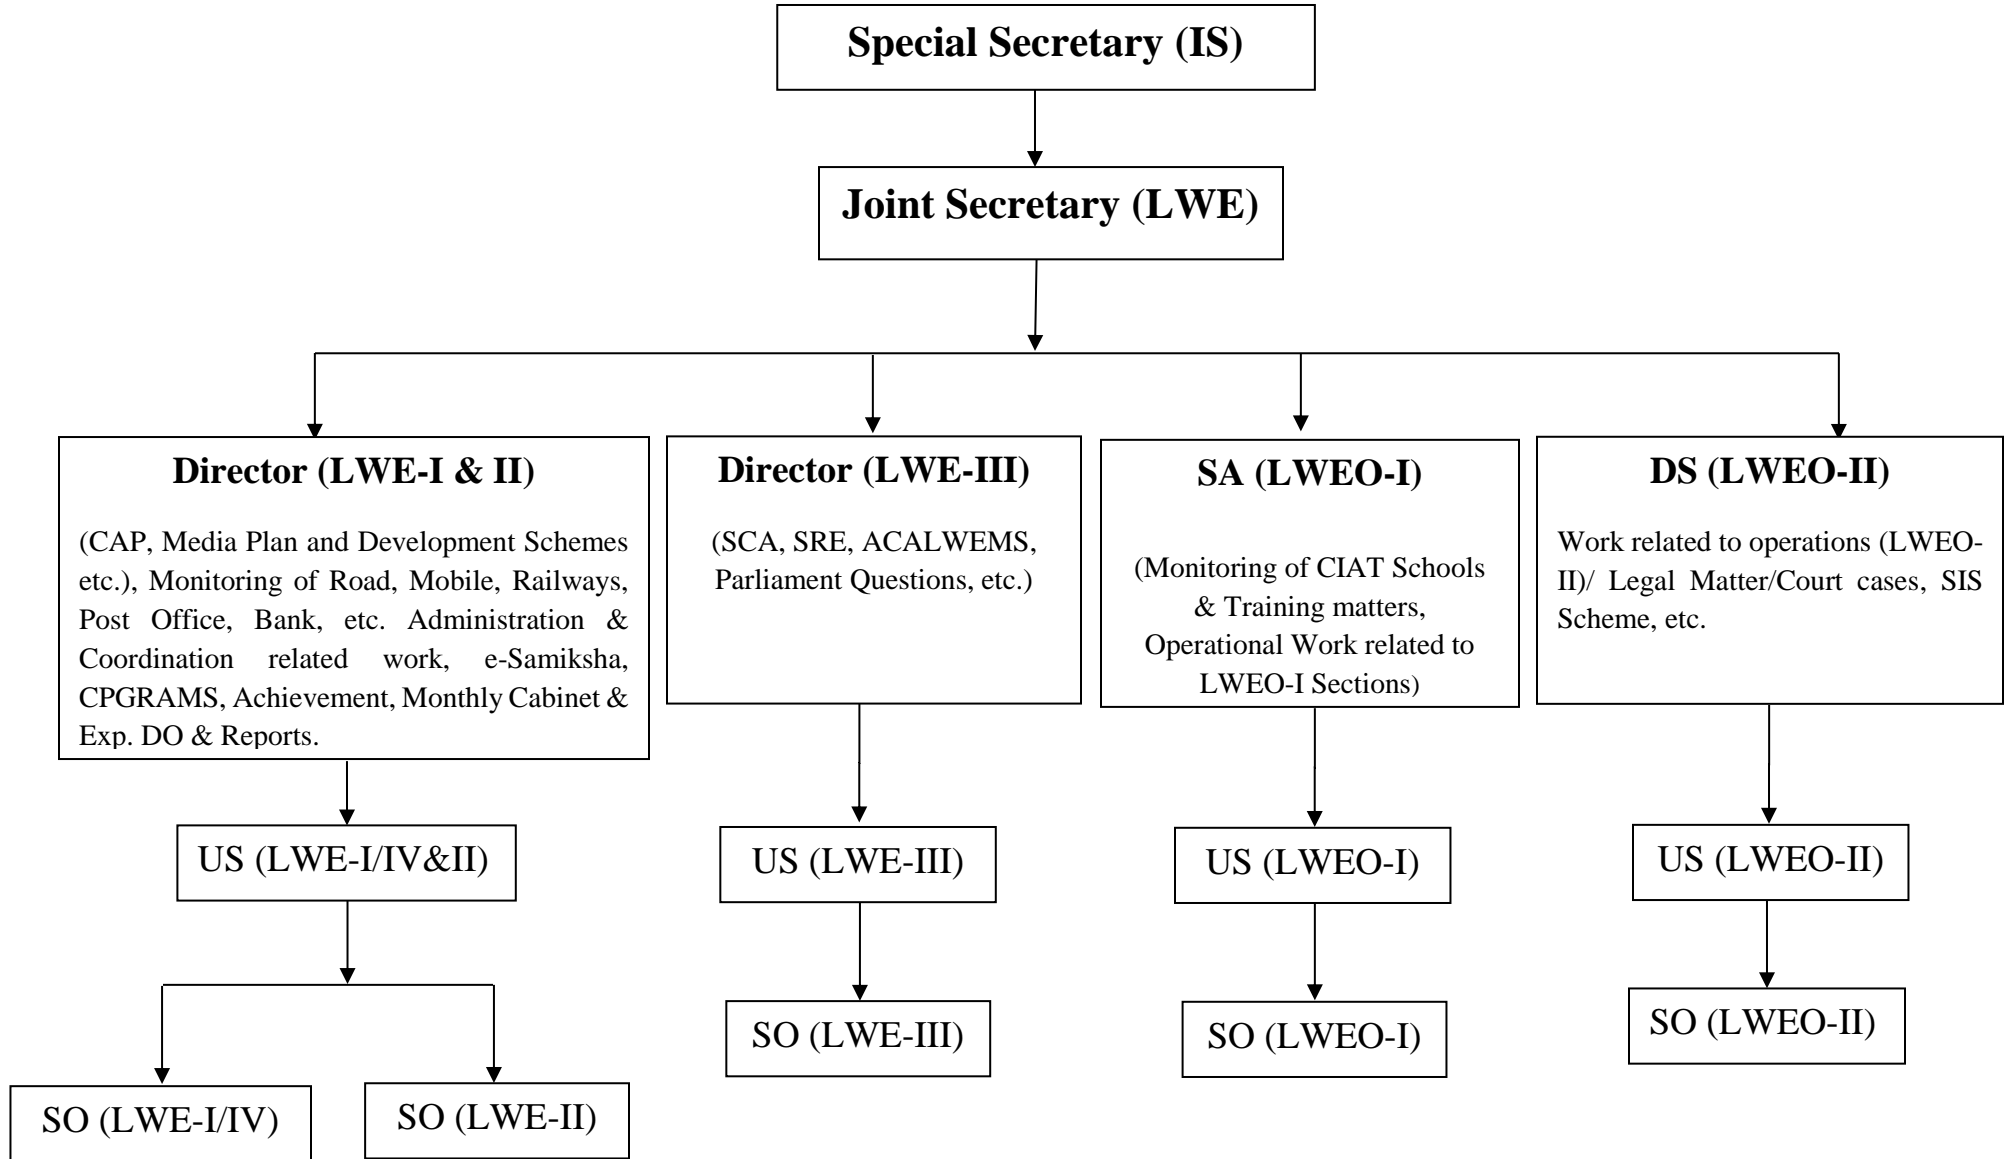 Special Secretary (IS)
Joint Secretary (LWE)
Director (LWE-I & II)
(CAP, Media Plan and Development Schemes
etc.), Monitoring of Road, Mobile, Railways,
Post Office, Bank, etc. Administration &
Coordination related work, e-Samiksha,
CPGRAMS, Achievement, Monthly Cabinet &
Exp. DO & Reports.
Director (LWE-III)
(SCA, SRE, ACALWEMS,
Parliament Questions, etc.)
SA (LWEO-I)
(Monitoring of CIAT Schools
& Training matters,
Operational Work related to
LWEO-I Sections)
DS (LWEO-II)
Work related to operations (LWEO-
II)/ Legal Matter/Court cases, SIS
Scheme, etc.
US (LWE-I/IV&II)
US (LWE-III)
US (LWEO-I)
US (LWEO-II)
SO (LWE-III)
SO (LWEO-I)
SO (LWEO-II)
SO (LWE-I/IV)
SO (LWE-II)